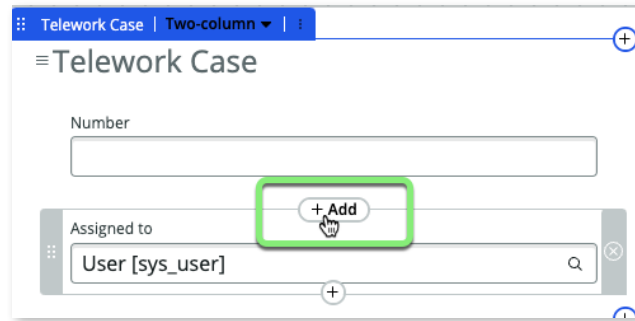 Telework Case | Two-column
Telework Case
Number
+ Add
Assigned to
User [sys_user]